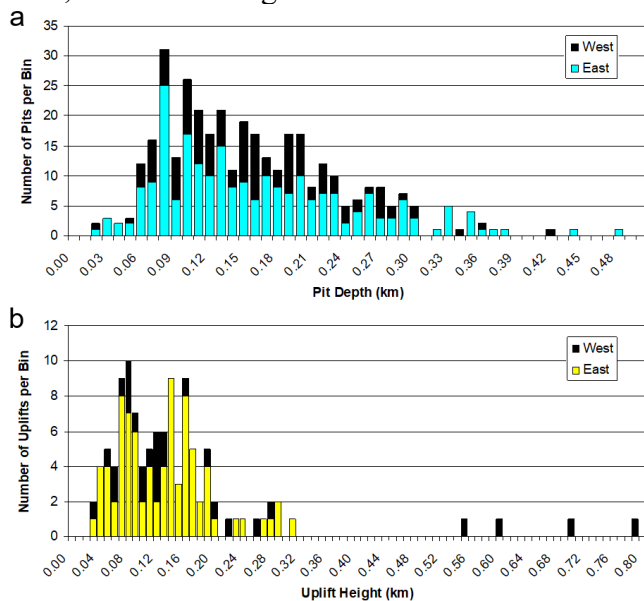 a
35
30
25
20
15
10
5
0
Number of Pits per Bin
West
East
0.00 0.03 0.06 0.09 0.12 0.15 0.18 0.21 0.24 0.27 0.30 0.33 0.36 0.39 0.42 0.45 0.48
Pit Depth (km)
b
12
10
8
6
4
2
0
Number of Uplifts per Bin
West
East
0.00 0.04 0.08 0.12 0.16 0.20 0.24 0.28 0.32 0.36 0.40 0.44 0.48 0.52 0.56 0.60 0.64 0.68 0.72 0.76 0.80
Uplift Height (km)